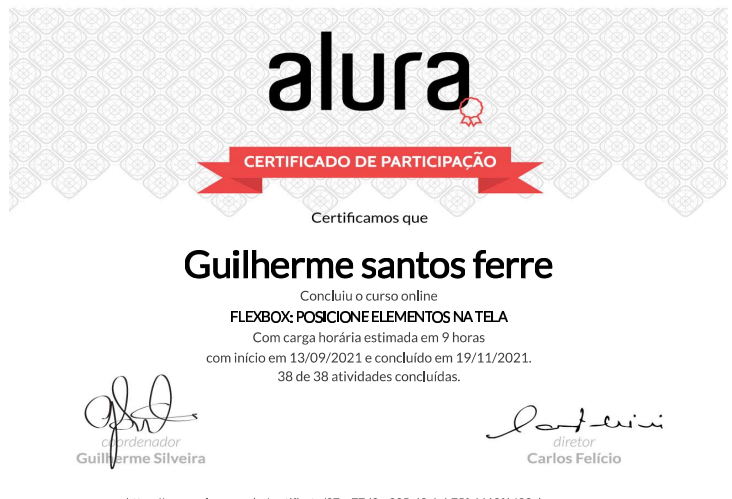 alura
CERTIFICADO DE PARTICIPAÇÃO
Certificamos que
Guilherme santos ferre
Concluiu o curso online
FLEXBOX: POSICIONE ELEMENTOS NA TELA
Com carga horária estimada em 9 horas
com início em 13/09/2021 e concluído em 19/11/2021.
38 de 38 atividades concluídas.
coordenador
Guilherme Silveira
diretor
Carlos Felício